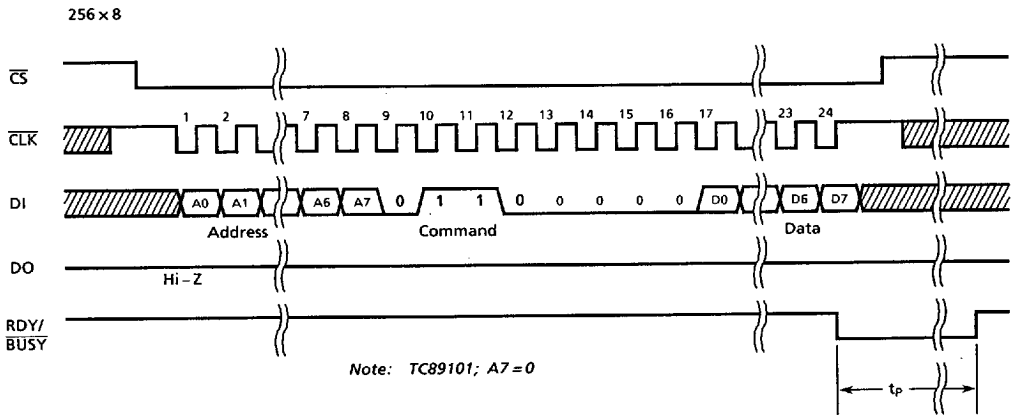 256 × 8
CS
CLK
1 2 7 8 9 10 11 12 13 14 15 16 17 23 24
DI
A0 A1 A6 A7 0 1 1 0 0 0 0 0 D0 D6 D7
Address Command Data
DO
Hi-Z
RDY/
BUSY
Note: TC89101; A7=0
tP